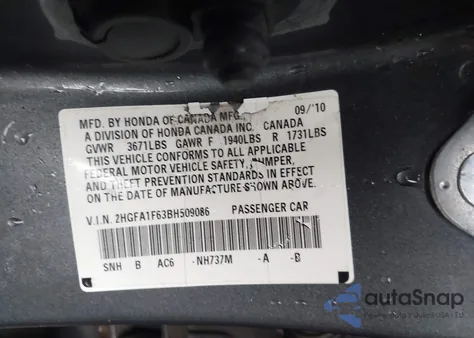 MFD. BY HONDA OF CANADA MFG. 09/'10
A DIVISION OF HONDA CANADA INC. CANADA
GVWR 3671LBS GAWR F 1940LBS R 1731LBS
THIS VEHICLE CONFORMS TO ALL APPLICABLE
FEDERAL MOTOR VEHICLE SAFETY, BUMPER,
AND THEFT PREVENTION STANDARDS IN EFFECT
ON THE DATE OF MANUFACTURE SHOWN ABOVE.
V.I.N. 2HGFA1F63BH509086 PASSENGER CAR
SNH B AC6 -NH737M -A -B
autoSnap